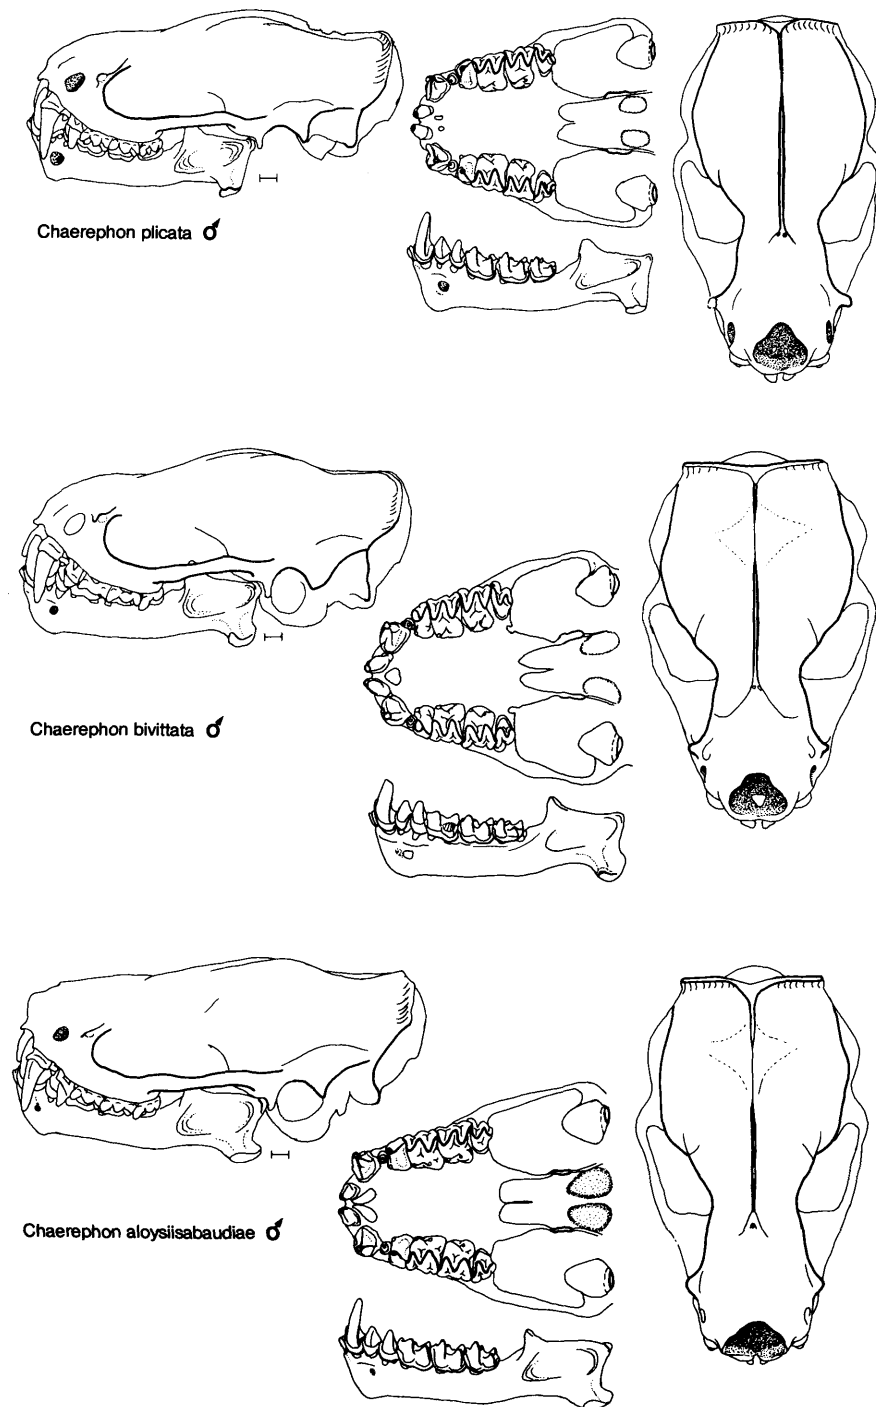 Chaerephon plicata ♂
Chaerephon bivittata ♂
Chaerephon aloysiisabaudiae ♂